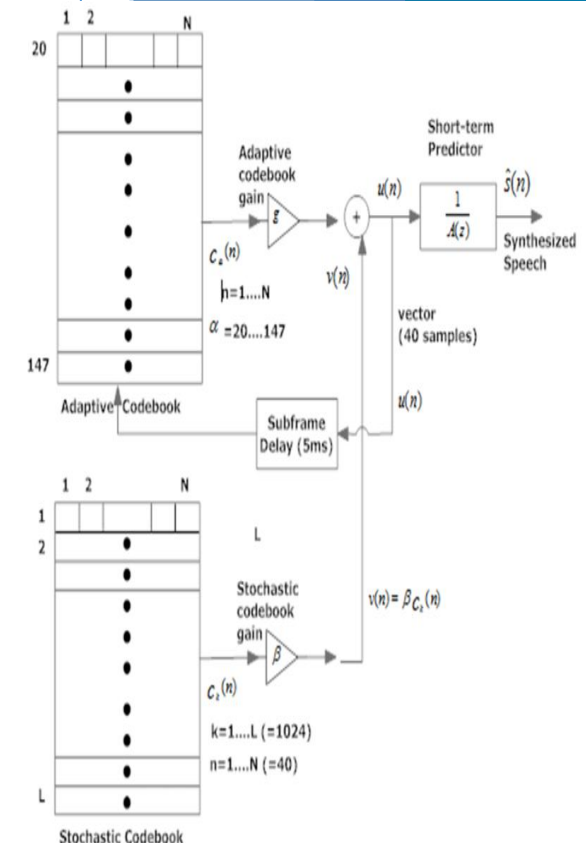 1 2 N
20
147
Adaptive Codebook
Adaptive
codebook
gain
g
Cₐ(n)
n=1....N
α =20....147
+
u(n)
v(n)
Short-term
Predictor
1
A(z)
ŝ(n)
Synthesized
Speech
vector
(40 samples)
u(n)
Subframe
Delay (5ms)
1 2 N
1
2
L
Stochastic Codebook
L
Stochastic
codebook
gain
β
(n)
k=1....L (=1024)
n=1....N (=40)
v(n)= β (n)